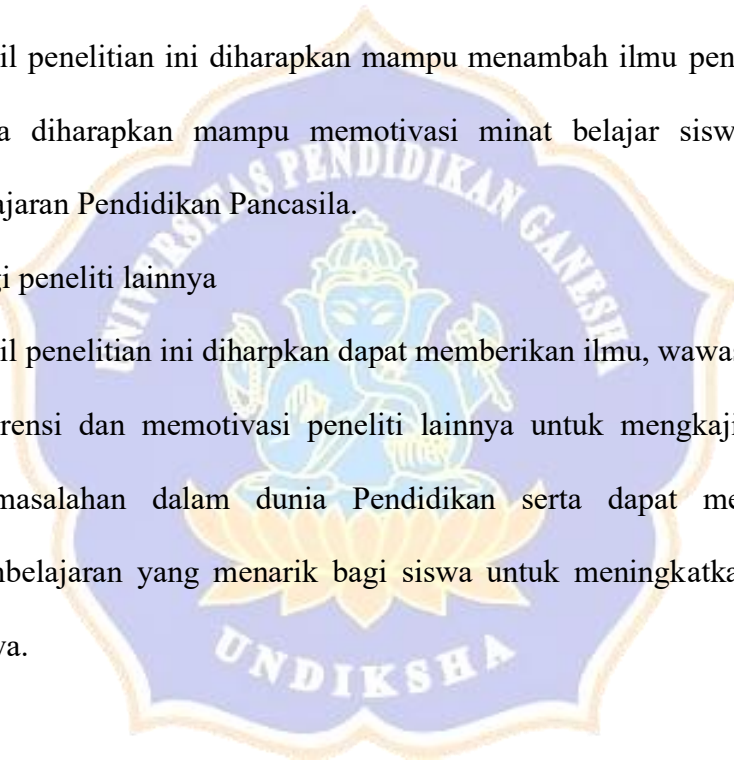 il penelitian ini diharapkan mampu menambah ilmu pen
a diharapkan mampu memotivasi minat belajar sisw
ajaran Pendidikan Pancasila.
gi peneliti lainnya
il penelitian ini diharpkan dapat memberikan ilmu, wawas
rensi dan memotivasi peneliti lainnya untuk mengkaji
masalahan dalam dunia Pendidikan serta dapat me
nbelajaran yang menarik bagi siswa untuk meningkatka
ya.
UNIVERSITAS PENDIDIKAN GANESHA
UNDIKSHA